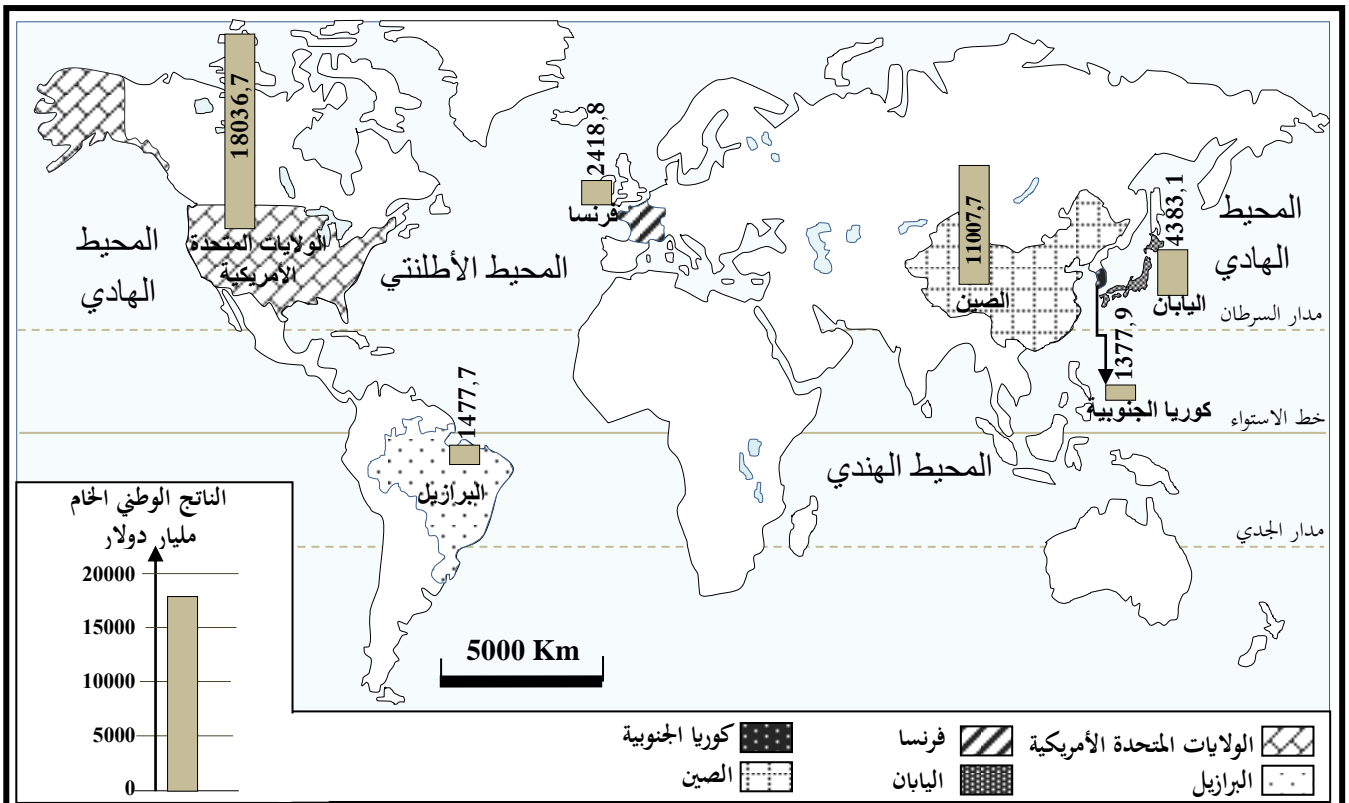 18036,7
الولايات المتحدة
الأمريكية
المحيط
الهادي
المحيط الأطلنتي
2418,8
فرنسا
11007,7
الصين
4383,1
اليابان
المحيط
الهادي
مدار السرطان
1377,9
كوريا الجنوبية
خط الاستواء
1477,7
البرازيل
المحيط الهندي
مدار الجدي
الناتج الوطني الخام
مليار دولار
20000
15000
10000
5000
0
5000 Km
الولايات المتحدة الأمريكية
فرنسا
كوريا الجنوبية
البرازيل
اليابان
الصين